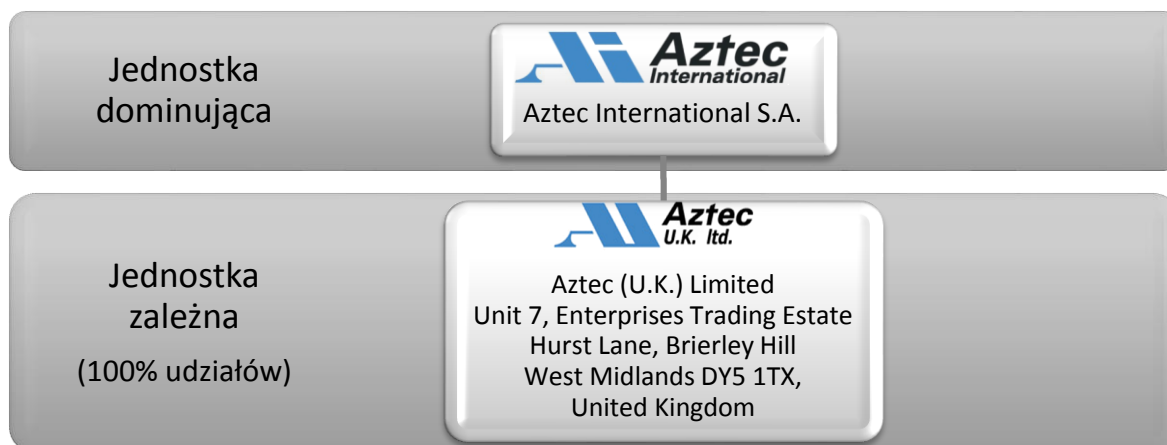 Jednostka
dominująca
Aztec
International
Aztec International S.A.
Jednostka
zależna
(100% udziałów)
Aztec
U.K. ltd.
Aztec (U.K.) Limited
Unit 7, Enterprises Trading Estate
Hurst Lane, Brierley Hill
West Midlands DY5 1TX,
United Kingdom